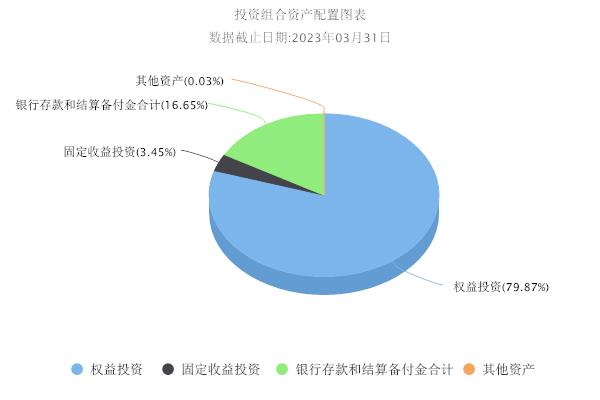 投资组合资产配置图表
数据截止日期:2023年03月31日
其他资产(0.03%)
银行存款和结算备付金合计(16.65%)
固定收益投资(3.45%)
权益投资(79.87%)
权益投资 固定收益投资 银行存款和结算备付金合计 其他资产